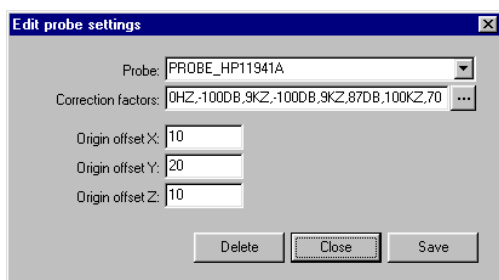 Edit probe settings
Probe: PROBE_HP11941A
Correction factors: 0HZ,-100DB,9KZ,-100DB,9KZ,87DB,100KZ,70 ...
Origin offset X: 10
Origin offset Y: 20
Origin offset Z: 10
Delete Close Save